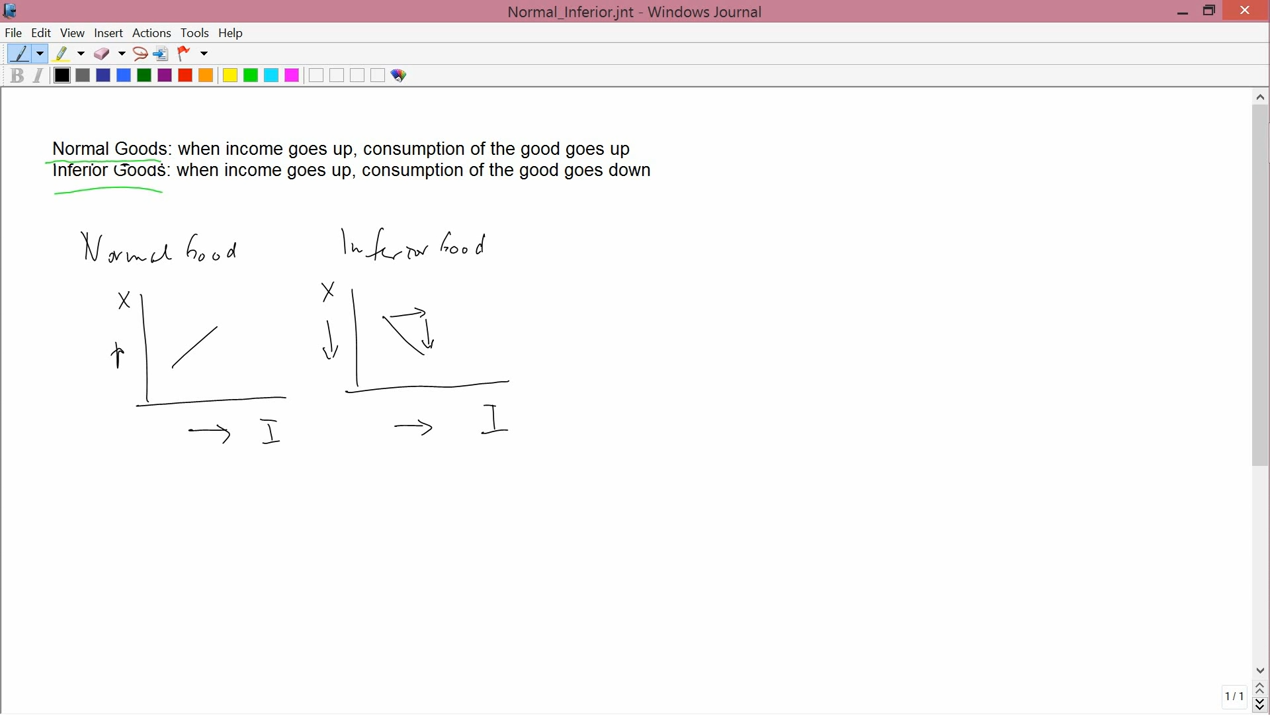 Normal_Inferior.jnt - Windows Journal
File Edit View Insert Actions Tools Help
B I
Normal Goods: when income goes up, consumption of the good goes up
Inferior Goods: when income goes up, consumption of the good goes down
Normal Good Inferior Good
X X
I I
1 / 1